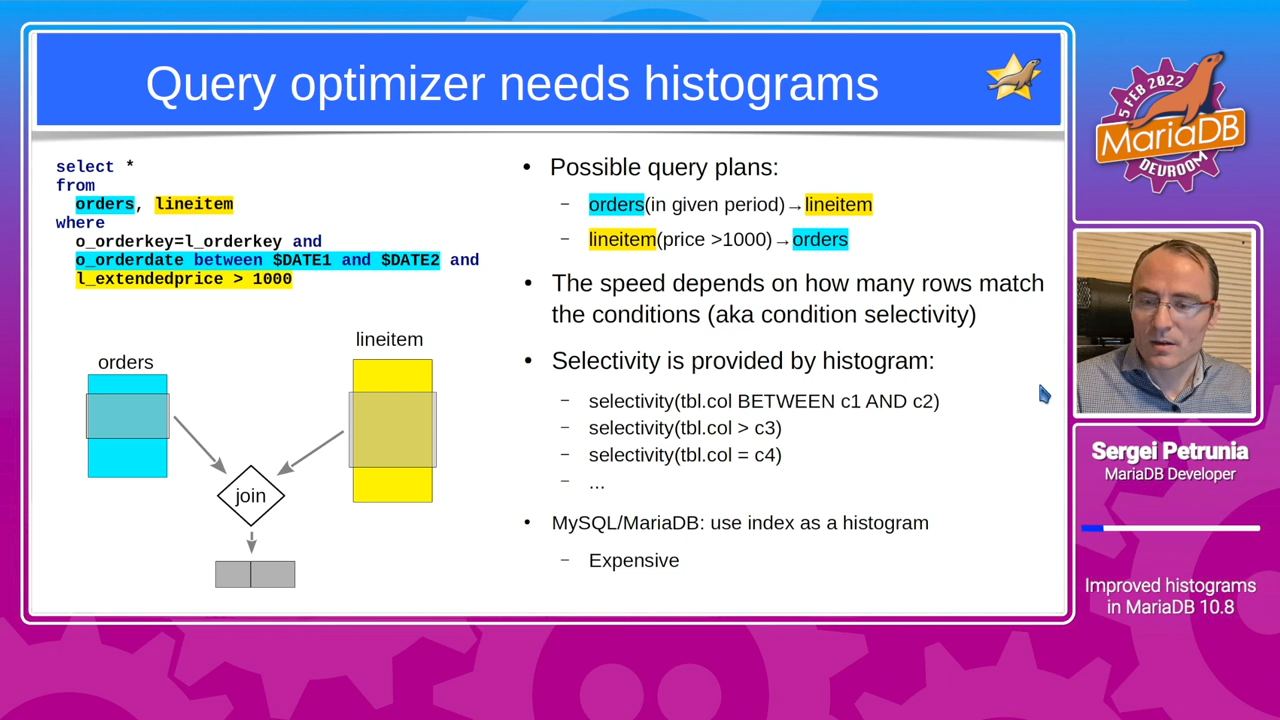 Query optimizer needs histograms
select *
from
orders, lineitem
where
o_orderkey=l_orderkey and
o_orderdate between $DATE1 and $DATE2 and
l_extendedprice > 1000
orders
lineitem
join
• Possible query plans:
– orders(in given period)→lineitem
– lineitem(price >1000)→orders
• The speed depends on how many rows match
the conditions (aka condition selectivity)
• Selectivity is provided by histogram:
– selectivity(tbl.col BETWEEN c1 AND c2)
– selectivity(tbl.col > c3)
– selectivity(tbl.col = c4)
– ...
• MySQL/MariaDB: use index as a histogram
– Expensive
5 FEB 2022
MariaDB
DEVROOM
Sergei Petrunia
MariaDB Developer
Improved histograms
in MariaDB 10.8